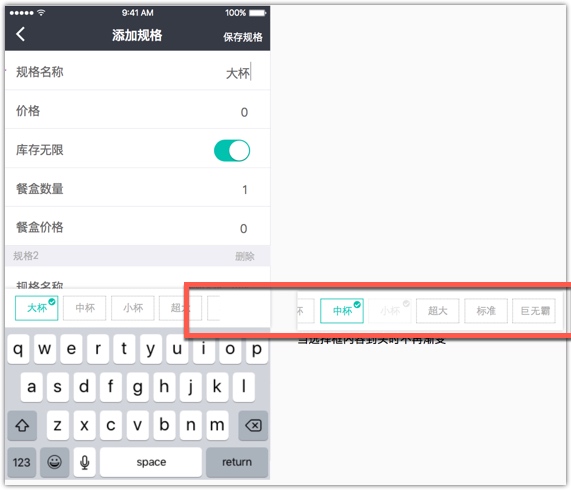 9:41 AM 100%
添加规格 保存规格
规格名称 大杯
价格 0
库存无限
餐盒数量 1
餐盒价格 0
规格2 删除
规格名称
大杯 中杯 小杯 超大
杯 中杯 小杯 超大 标准 巨无霸
当选择框内容到头时不再渐变
q w e r t y u i o p
a s d f g h j k l
z x c v b n m
123 space return